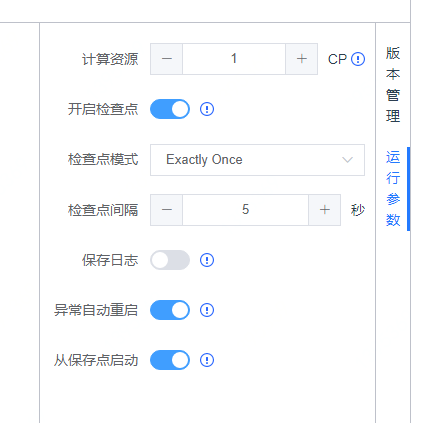 计算资源 1 CP
开启检查点
检查点模式 Exactly Once
检查点间隔 5 秒
保存日志
异常自动重启
从保存点启动
版本管理
运行参数